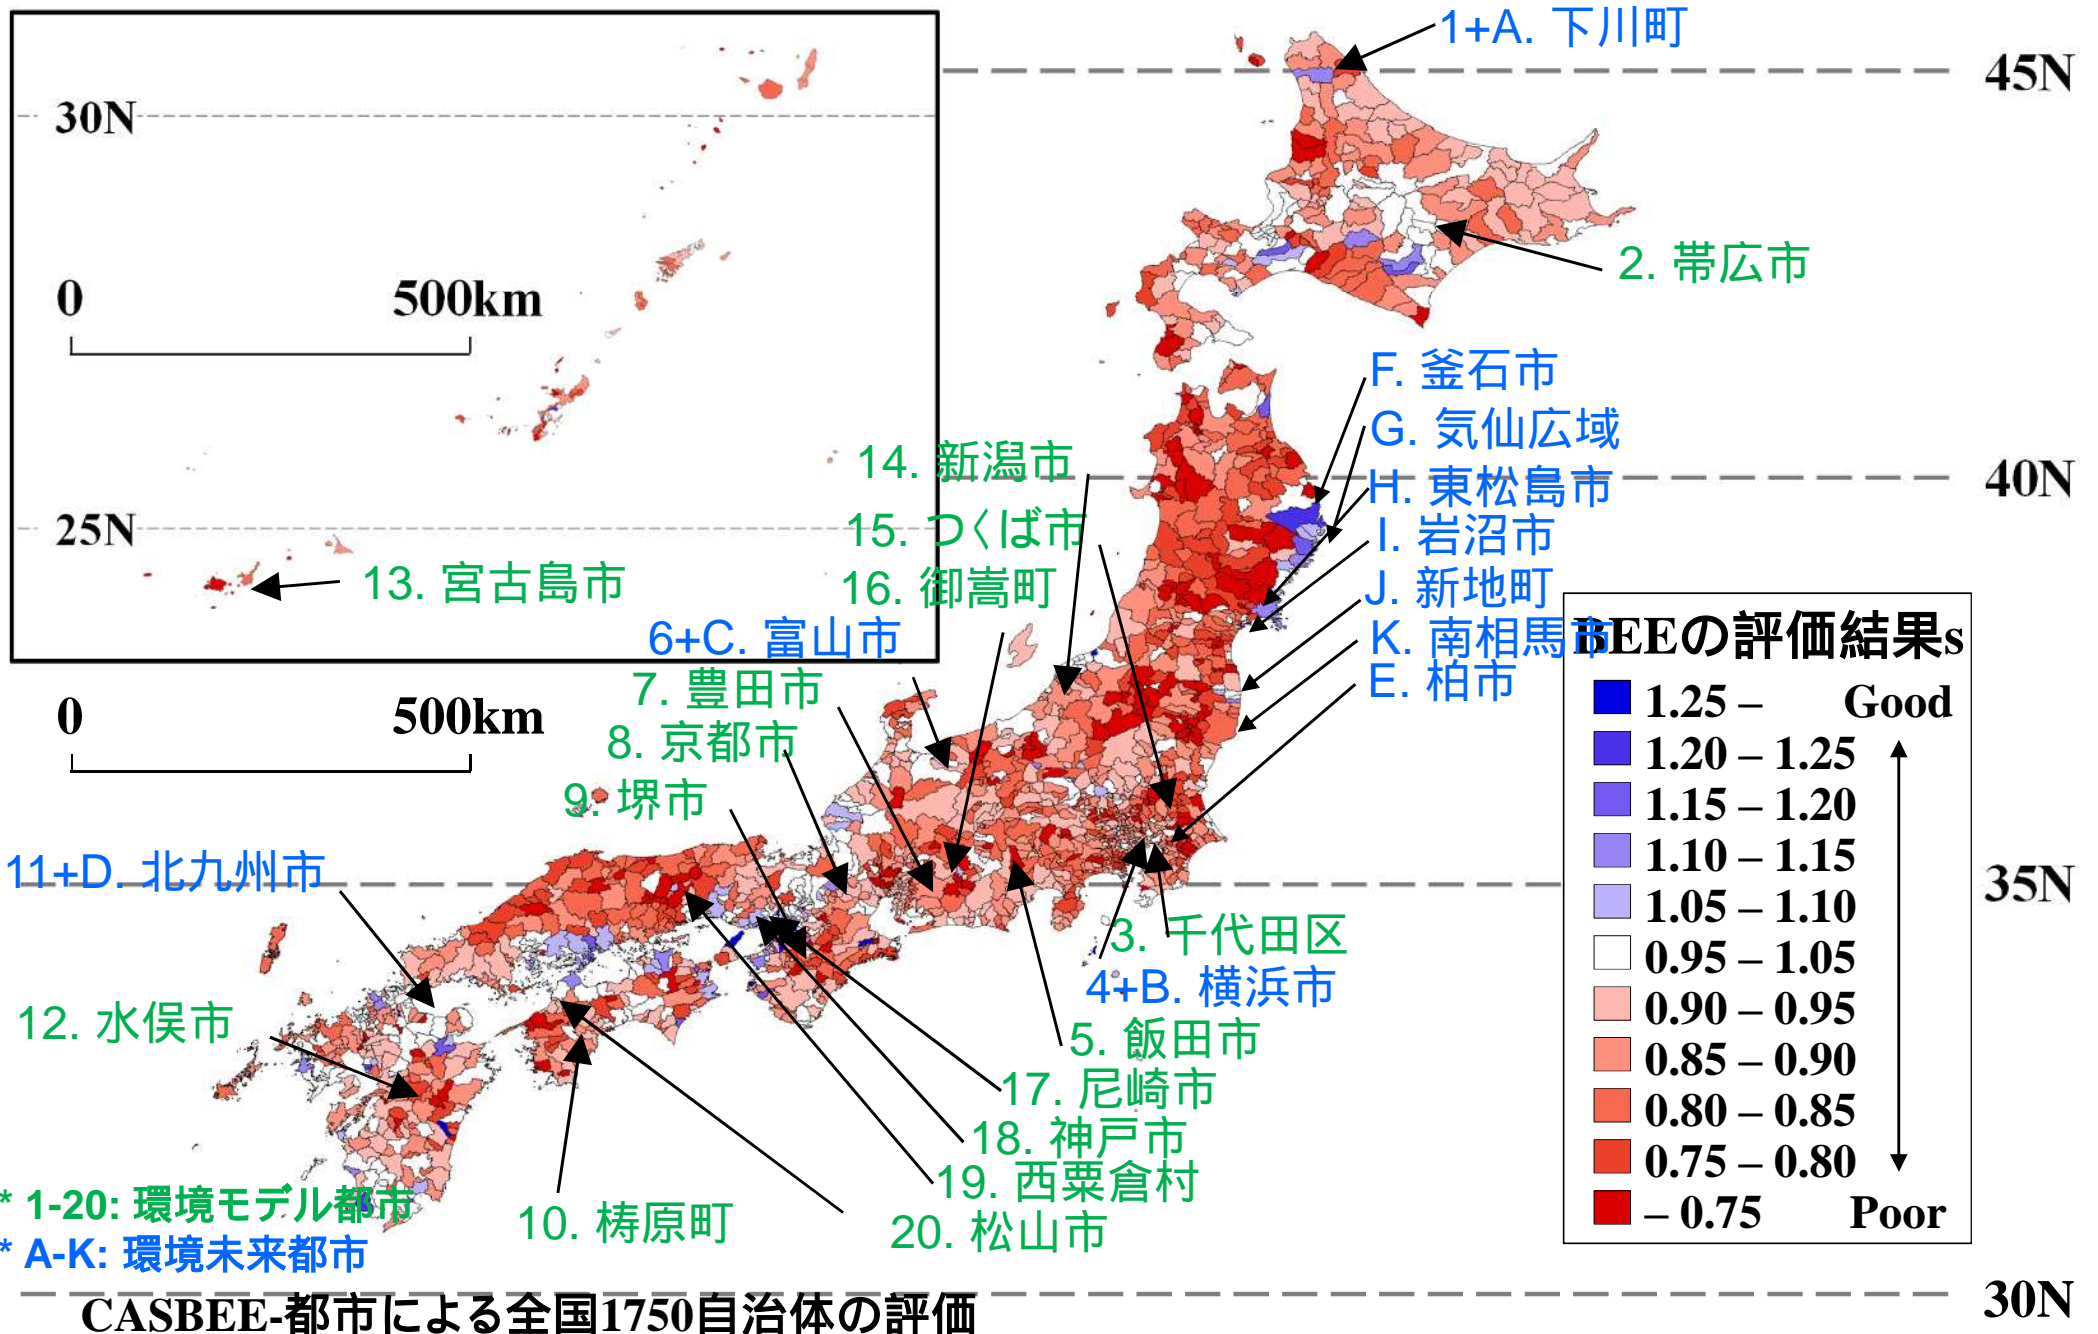 1+A. 下川町
45N
30N
2. 帯広市
0 500km
F. 釜石市
G. 気仙広域
14. 新潟市
H. 東松島市
40N
15. つくば市
I. 岩沼市
25N
13. 宮古島市
16. 御嵩町
J. 新地町
6+C. 富山市
K. 南相馬市
7. 豊田市
E. 柏市
BEEの評価結果s
1.25 – Good
1.20 – 1.25
1.15 – 1.20
1.10 – 1.15
1.05 – 1.10
0.95 – 1.05
0.90 – 0.95
0.85 – 0.90
0.80 – 0.85
0.75 – 0.80
– 0.75 Poor
0 500km
8. 京都市
9. 堺市
11+D. 北九州市
35N
3. 千代田区
4+B. 横浜市
12. 水俣市
5. 飯田市
17. 尼崎市
18. 神戸市
19. 西粟倉村
10. 梼原町
20. 松山市
* 1-20: 環境モデル都市
* A-K: 環境未来都市
30N
CASBEE-都市による全国1750自治体の評価